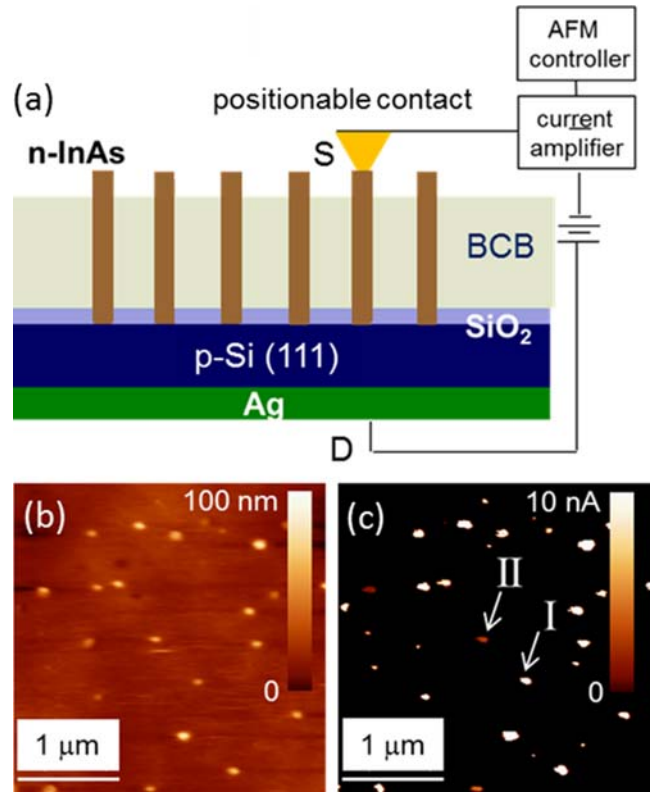 AFM
controller
(a)
positionable contact
current
amplifier
n-InAs
S
BCB
SiO₂
p-Si (111)
Ag
D
(b)
100 nm
0
1 μm
(c)
10 nA
II
I
0
1 μm